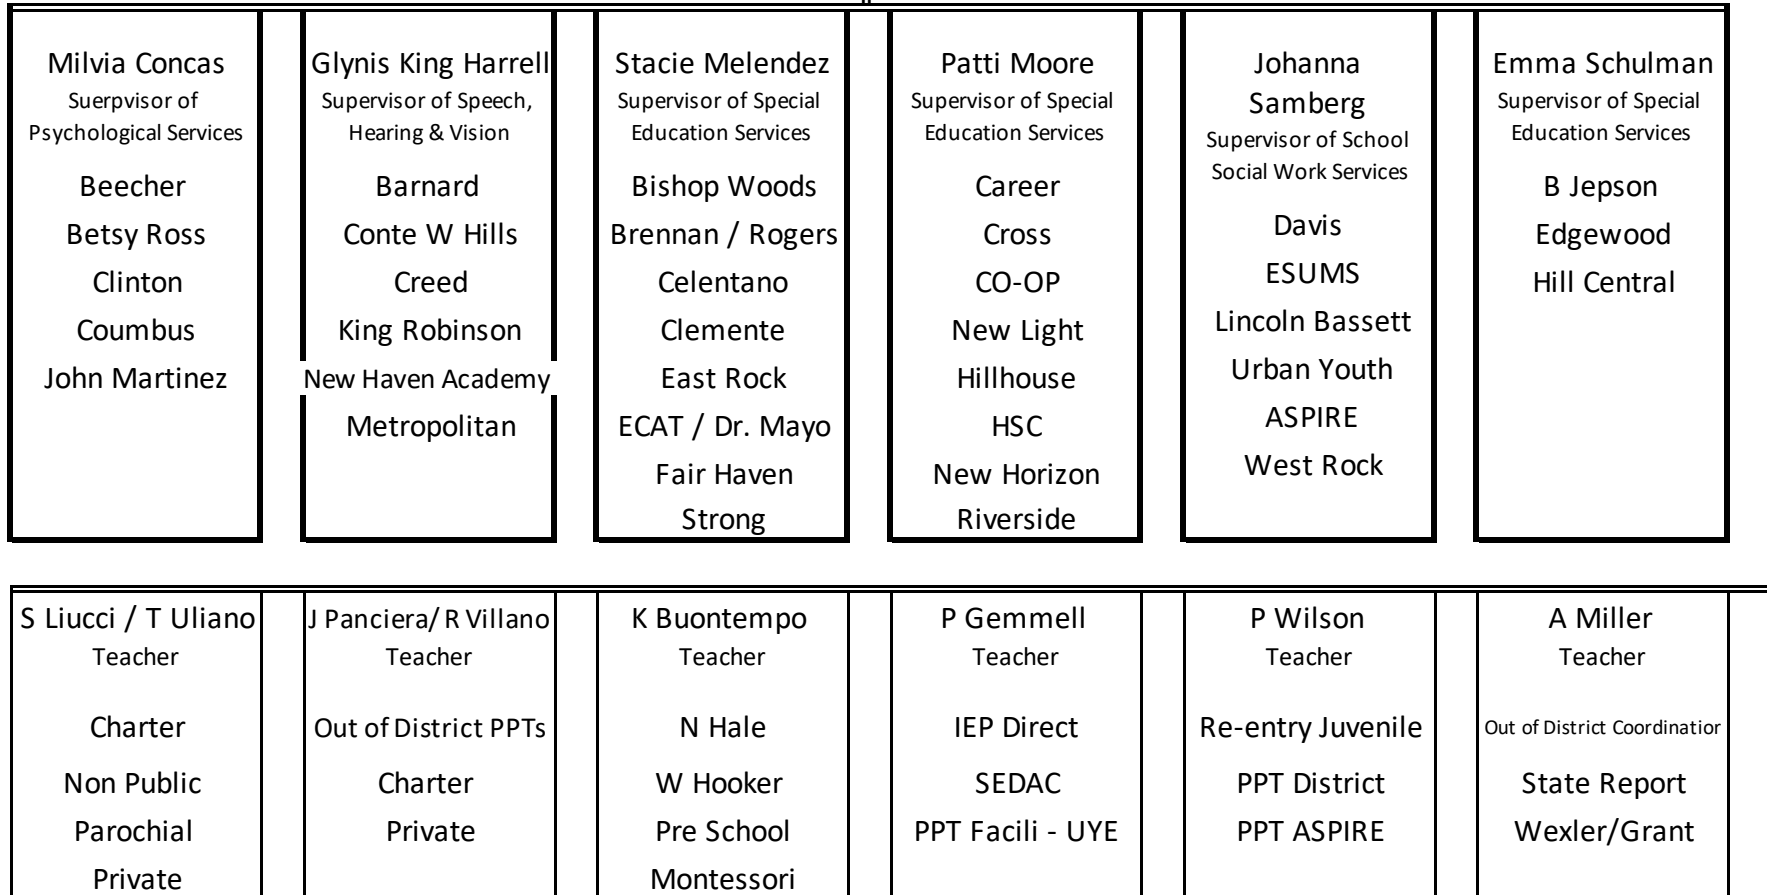 Milvia Concas
Suerpvisor of
Psychological Services
Beecher
Betsy Ross
Clinton
Coumbus
John Martinez
Glynis King Harrell
Supervisor of Speech,
Hearing & Vision
Barnard
Conte W Hills
Creed
King Robinson
New Haven Academy
Metropolitan
Stacie Melendez
Supervisor of Special
Education Services
Bishop Woods
Brennan / Rogers
Celentano
Clemente
East Rock
ECAT / Dr. Mayo
Fair Haven
Strong
Patti Moore
Supervisor of Special
Education Services
Career
Cross
CO-OP
New Light
Hillhouse
HSC
New Horizon
Riverside
Johanna
Samberg
Supervisor of School
Social Work Services
Davis
ESUMS
Lincoln Bassett
Urban Youth
ASPIRE
West Rock
Emma Schulman
Supervisor of Special
Education Services
B Jepson
Edgewood
Hill Central
S Liucci / T Uliano
Teacher
Charter
Non Public
Parochial
Private
J Panciera/ R Villano
Teacher
Out of District PPTs
Charter
Private
K Buontempo
Teacher
N Hale
W Hooker
Pre School
Montessori
P Gemmell
Teacher
IEP Direct
SEDAC
PPT Facili - UYE
P Wilson
Teacher
Re-entry Juvenile
PPT District
PPT ASPIRE
A Miller
Teacher
Out of District Coordinatior
State Report
Wexler/Grant